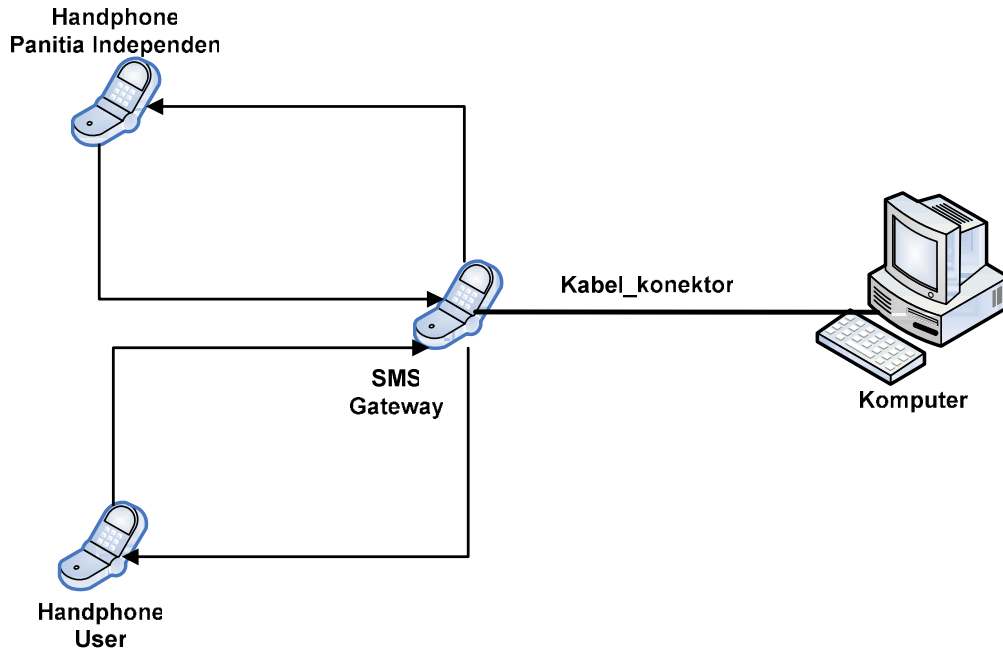 Handphone
Panitia Independen
Kabel_konektor
SMS
Gateway
Komputer
Handphone
User